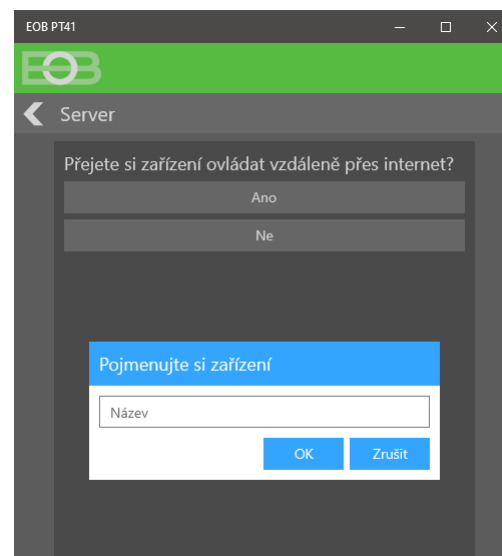 EOB PT41
EOB
Server
Přejete si zařízení ovládat vzdáleně přes internet?
Ano
Ne
Pojmenujte si zařízení
Název
OK
Zrušit